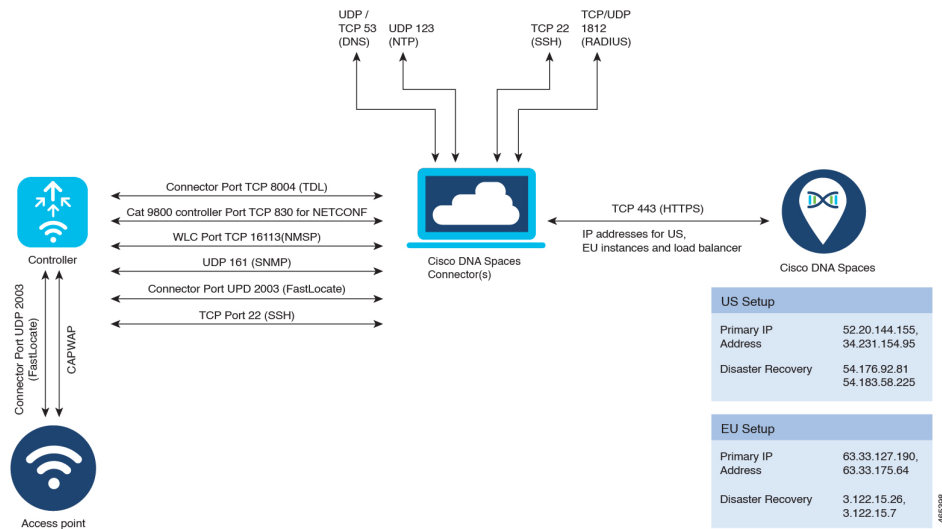 UDP /
TCP 53
(DNS)
UDP 123
(NTP)
TCP 22
(SSH)
TCP/UDP
1812
(RADIUS)
Connector Port TCP 8004 (TDL)
Cat 9800 controller Port TCP 830 for NETCONF
WLC Port TCP 16113(NMSP)
UDP 161 (SNMP)
Connector Port UPD 2003 (FastLocate)
TCP Port 22 (SSH)
Controller
Connector Port UDP 2003
(FastLocate)
CAPWAP
Access point
Cisco DNA Spaces
Connector(s)
TCP 443 (HTTPS)
IP addresses for US,
EU instances and load balancer
Cisco DNA Spaces
US Setup
Primary IP
Address
52.20.144.155,
34.231.154.95
Disaster Recovery
54.176.92.81
54.183.58.225
EU Setup
Primary IP
Address
63.33.127.190,
63.33.175.64
Disaster Recovery
3.122.15.26,
3.122.15.7
465398